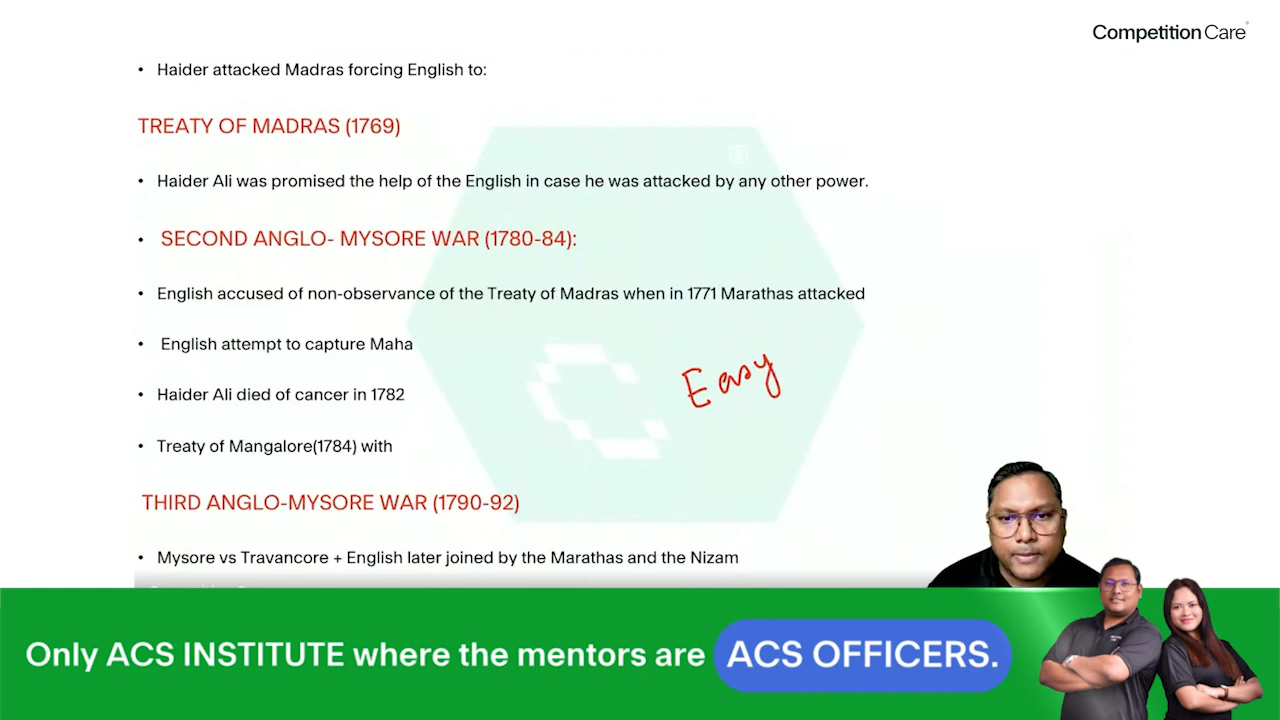 Competition Care
• Haider attacked Madras forcing English to:
TREATY OF MADRAS (1769)
• Haider Ali was promised the help of the English in case he was attacked by any other power.
• SECOND ANGLO- MYSORE WAR (1780-84):
• English accused of non-observance of the Treaty of Madras when in 1771 Marathas attacked
• English attempt to capture Maha
Easy
• Haider Ali died of cancer in 1782
• Treaty of Mangalore(1784) with
THIRD ANGLO-MYSORE WAR (1790-92)
• Mysore vs Travancore + English later joined by the Marathas and the Nizam
Only ACS INSTITUTE where the mentors are ACS OFFICERS.